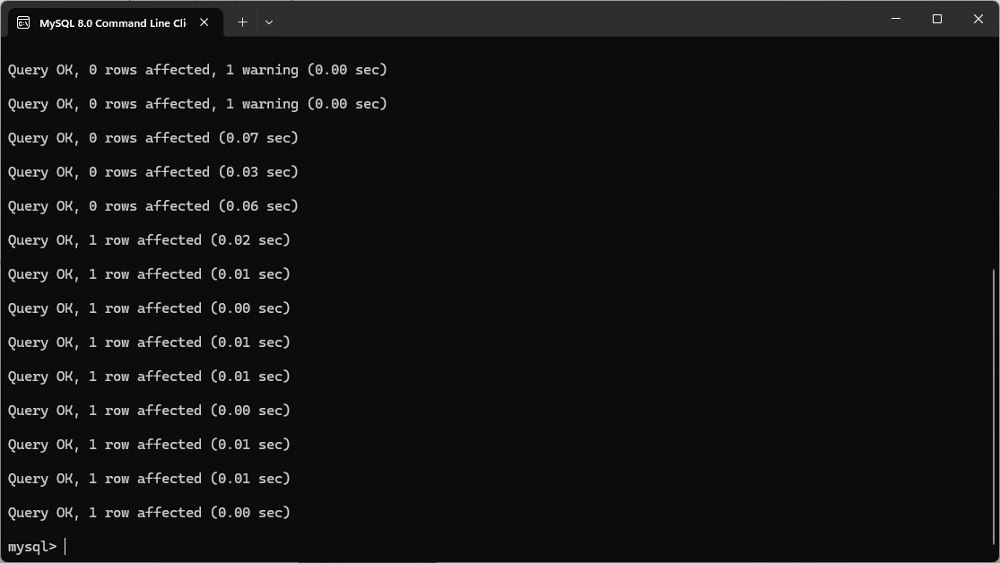 MySQL 8.0 Command Line Cli
Query OK, 0 rows affected, 1 warning (0.00 sec)
Query OK, 0 rows affected, 1 warning (0.00 sec)
Query OK, 0 rows affected (0.07 sec)
Query OK, 0 rows affected (0.03 sec)
Query OK, 0 rows affected (0.06 sec)
Query OK, 1 row affected (0.02 sec)
Query OK, 1 row affected (0.01 sec)
Query OK, 1 row affected (0.00 sec)
Query OK, 1 row affected (0.01 sec)
Query OK, 1 row affected (0.01 sec)
Query OK, 1 row affected (0.00 sec)
Query OK, 1 row affected (0.01 sec)
Query OK, 1 row affected (0.01 sec)
Query OK, 1 row affected (0.00 sec)
mysql>